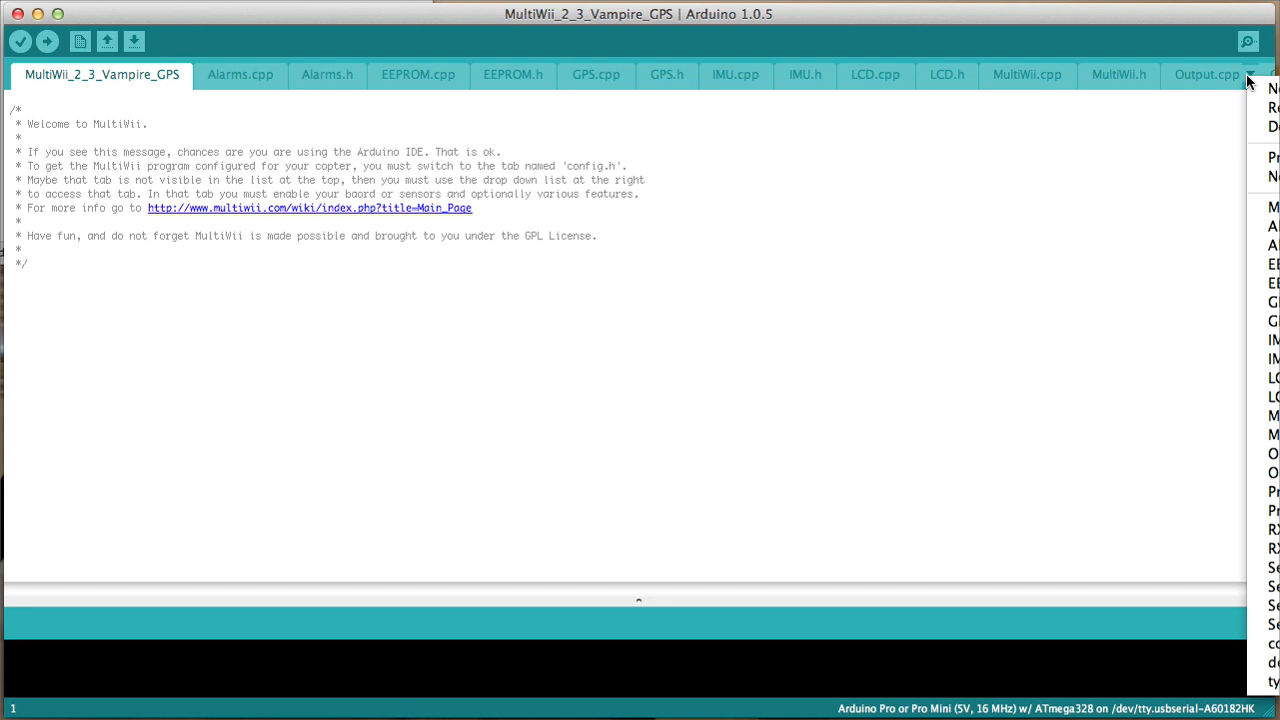 MultiWii_2_3_Vampire_GPS | Arduino 1.0.5
MultiWii_2_3_Vampire_GPS
Alarms.cpp
Alarms.h
EEPROM.cpp
EEPROM.h
GPS.cpp
GPS.h
IMU.cpp
IMU.h
LCD.cpp
LCD.h
MultiWii.cpp
MultiWii.h
Output.cpp
/*
* Welcome to MultiWii.
*
* If you see this message, chances are you are using the Arduino IDE. That is ok.
* To get the MultiWii program configured for your copter, you must switch to the tab named 'config.h'.
* Maybe that tab is not visible in the list at the top, then you must use the drop down list at the right
* to access that tab. In that tab you must enable your baord or sensors and optionally various features.
* For more info go to http://www.multiwii.com/wiki/index.php?title=Main_Page
*
* Have fun, and do not forget MultiWii is made possible and brought to you under the GPL License.
*
*/
1
Arduino Pro or Pro Mini (5V, 16 MHz) w/ ATmega328 on /dev/tty.usbserial-A60182HK